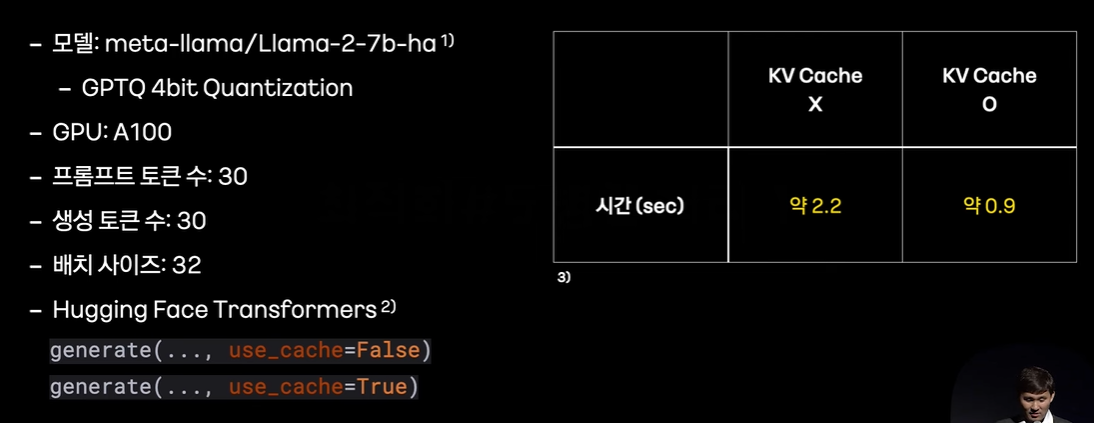 – 모델: meta-llama/Llama-2-7b-ha 1)
– GPTQ 4bit Quantization
– GPU: A100
– 프롬프트 토큰 수: 30
– 생성 토큰 수: 30
– 배치 사이즈: 32
– Hugging Face Transformers 2)
generate(..., use_cache=False)
generate(..., use_cache=True)
KV Cache
X
KV Cache
O
시간 (sec)
약 2.2
약 0.9
3)